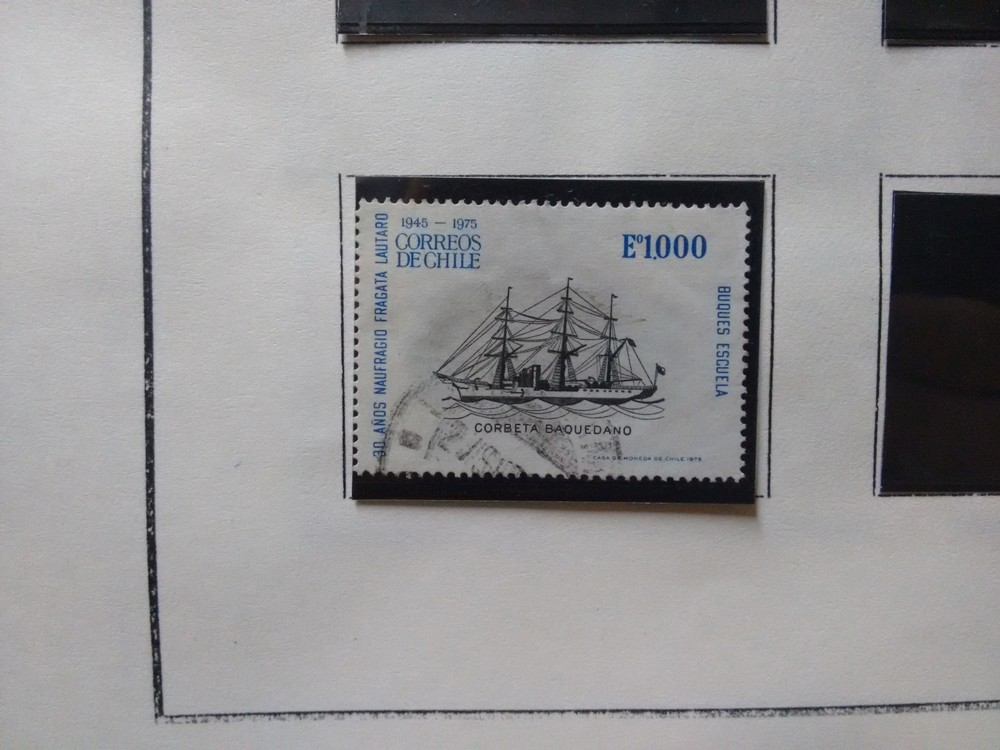 1945 — 1975
CORREOS
DE CHILE
Eº1.000
30 AÑOS NAUFRAGIO FRAGATA LAUTARO
BUQUES ESCUELA
CORBETA BAQUEDANO
CASA DE MONEDA DE CHILE 1975